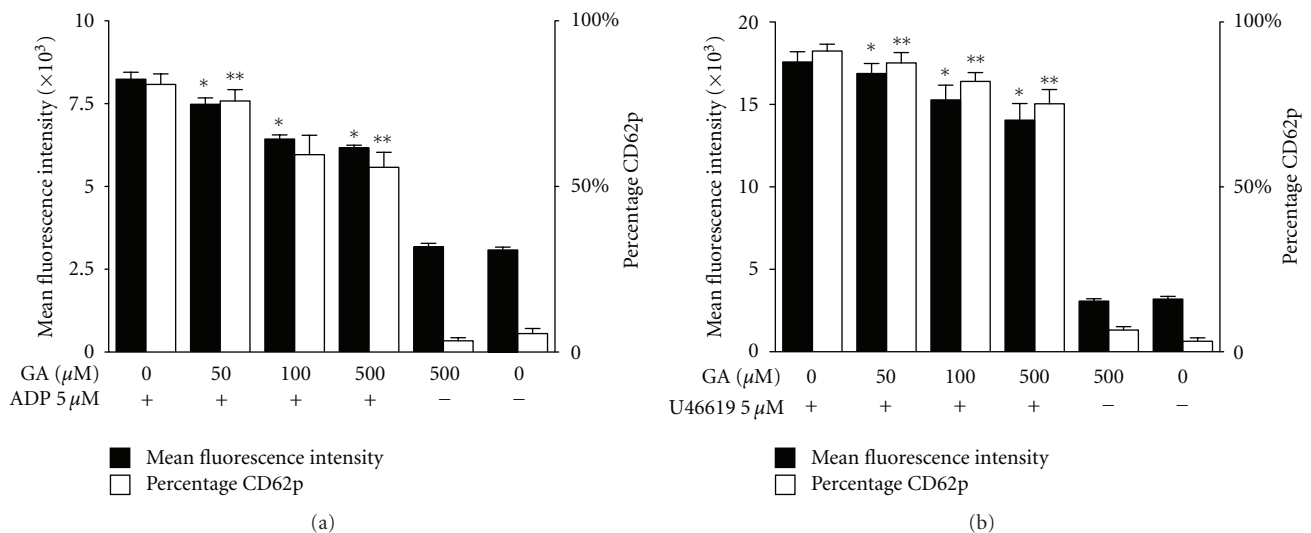 10
7.5
5
2.5
0
Mean fluorescence intensity (×10³)
* ** * * **
100%
50%
0
Percentage CD62p
GA (μM) 0 50 100 500 500 0
ADP 5 μM + + + + − −
Mean fluorescence intensity
Percentage CD62p
(a)
20
17
15
10
5
0
Mean fluorescence intensity (×10³)
* ** * ** * **
100%
50%
0
Percentage CD62p
GA (μM) 0 50 100 500 500 0
U46619 5 μM + + + + − −
Mean fluorescence intensity
Percentage CD62p
(b)